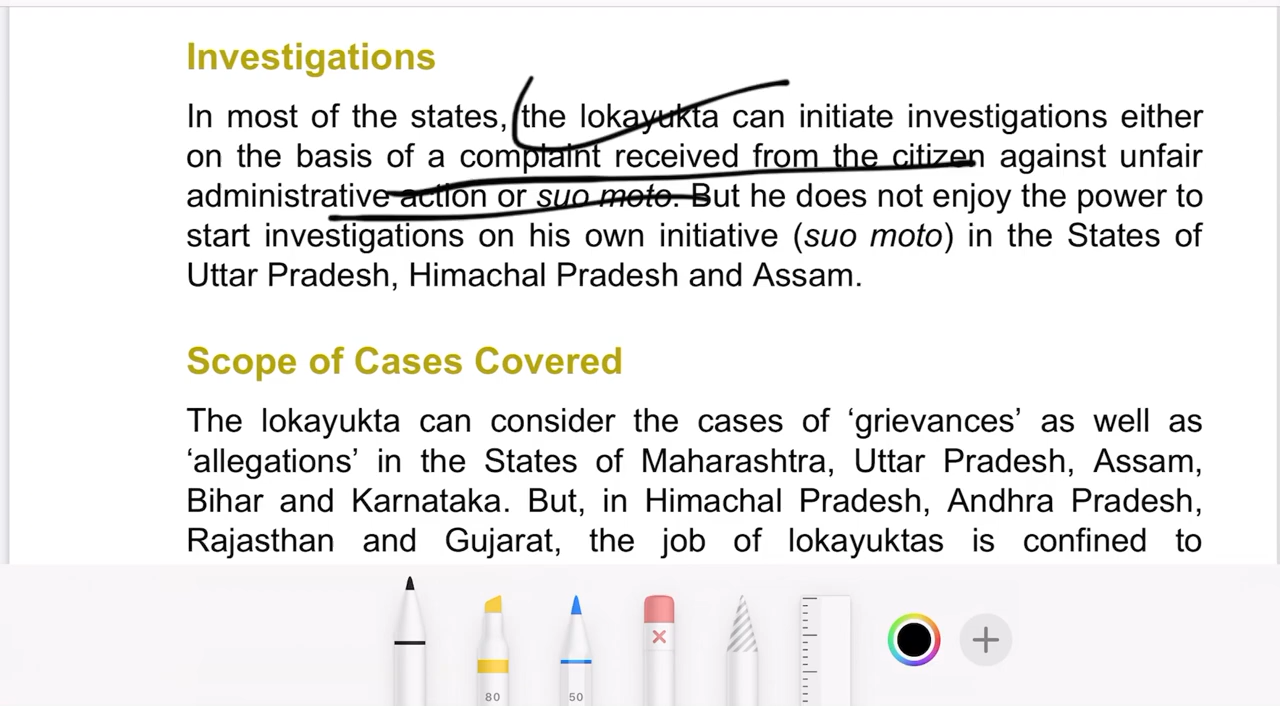 Investigations
In most of the states, the lokayukta can initiate investigations either
on the basis of a complaint received from the citizen against unfair
administrative action or suo moto. But he does not enjoy the power to
start investigations on his own initiative (suo moto) in the States of
Uttar Pradesh, Himachal Pradesh and Assam.
Scope of Cases Covered
The lokayukta can consider the cases of ‘grievances’ as well as
‘allegations’ in the States of Maharashtra, Uttar Pradesh, Assam,
Bihar and Karnataka. But, in Himachal Pradesh, Andhra Pradesh,
Rajasthan and Gujarat, the job of lokayuktas is confined to
80
50